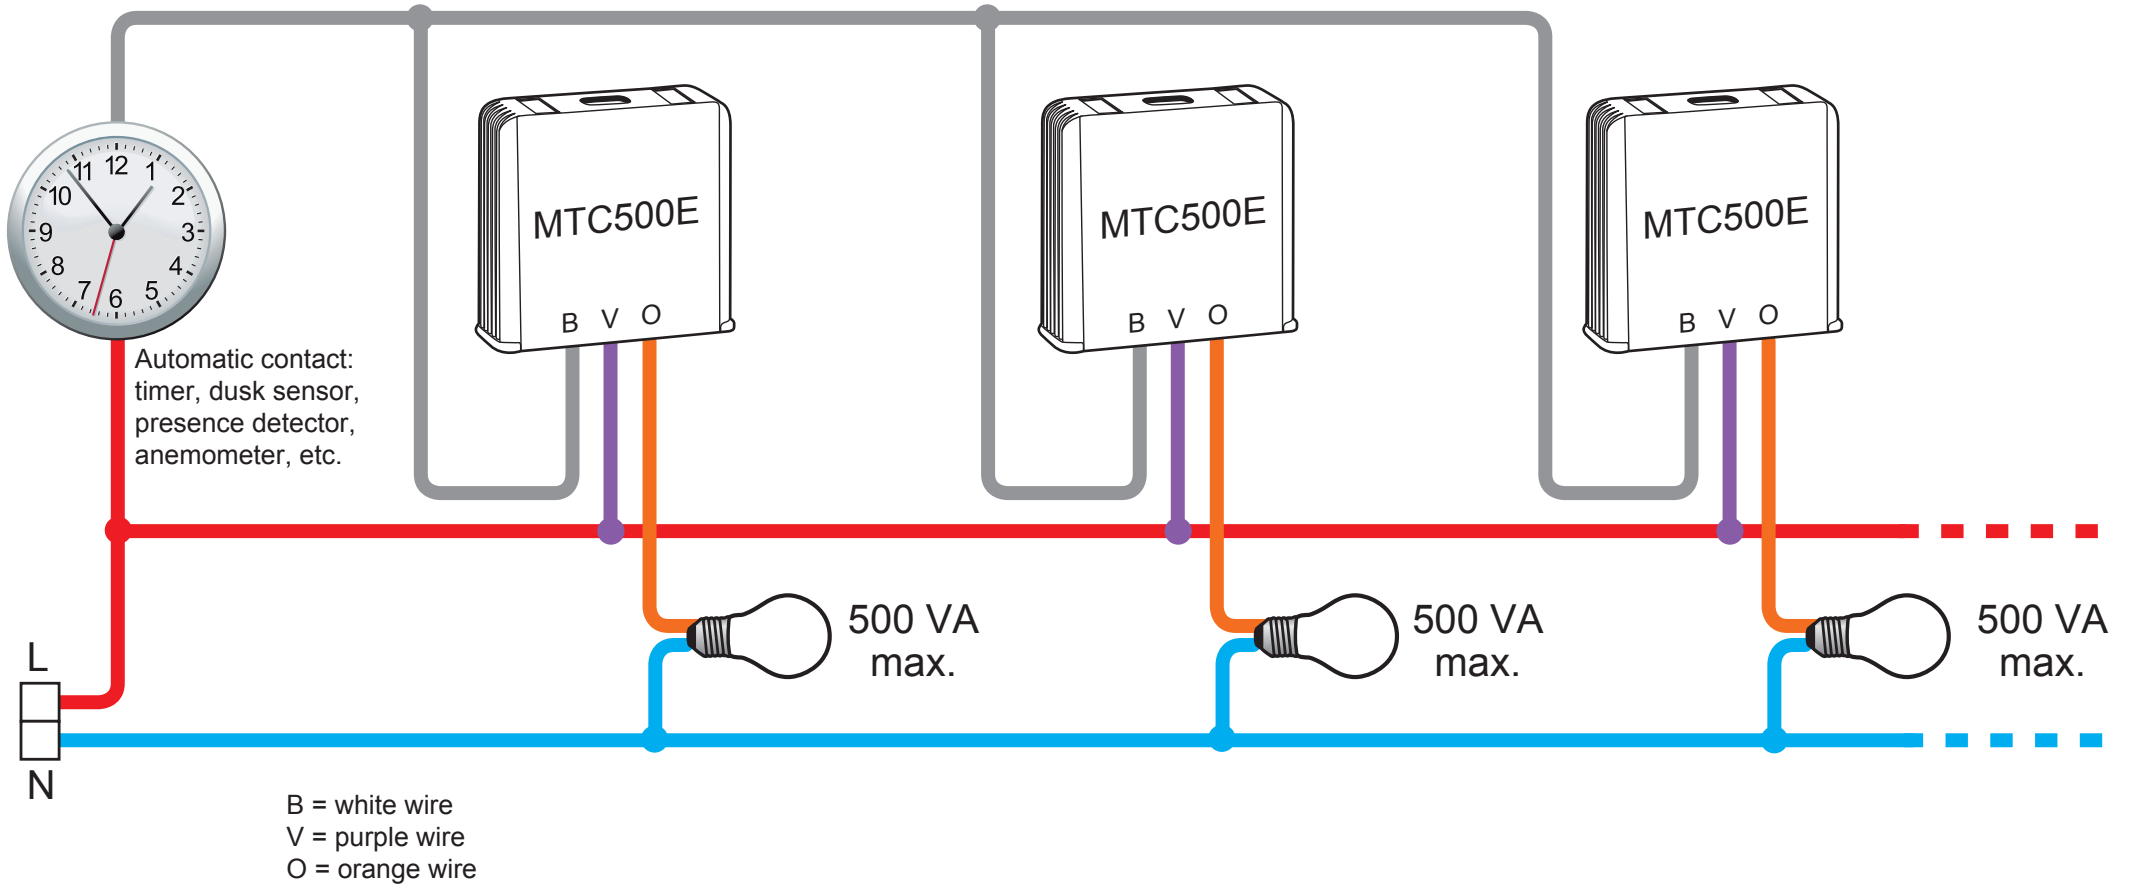 12
1
2
3
4
5
6
7
8
9
10
11
MTC500E
B V O
MTC500E
B V O
MTC500E
B V O
Automatic contact:
timer, dusk sensor,
presence detector,
anemometer, etc.
500 VA
max.
500 VA
max.
500 VA
max.
L
N
B = white wire
V = purple wire
O = orange wire